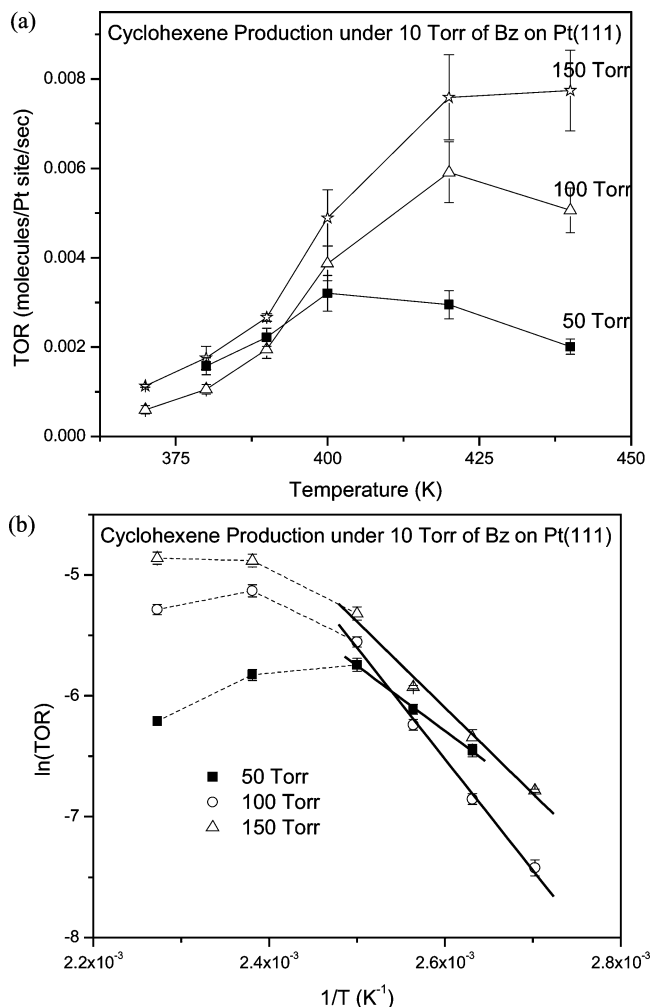 (a)
Cyclohexene Production under 10 Torr of Bz on Pt(111)
150 Torr
100 Torr
50 Torr
TOR (molecules/Pt site/sec)
0.008
0.006
0.004
0.002
0.000
375
400
425
450
Temperature (K)
(b)
Cyclohexene Production under 10 Torr of Bz on Pt(111)
ln(TOR)
-5
-6
-7
-8
50 Torr
100 Torr
150 Torr
2.2x10⁻³
2.4x10⁻³
2.6x10⁻³
2.8x10⁻³
1/T (K⁻¹)